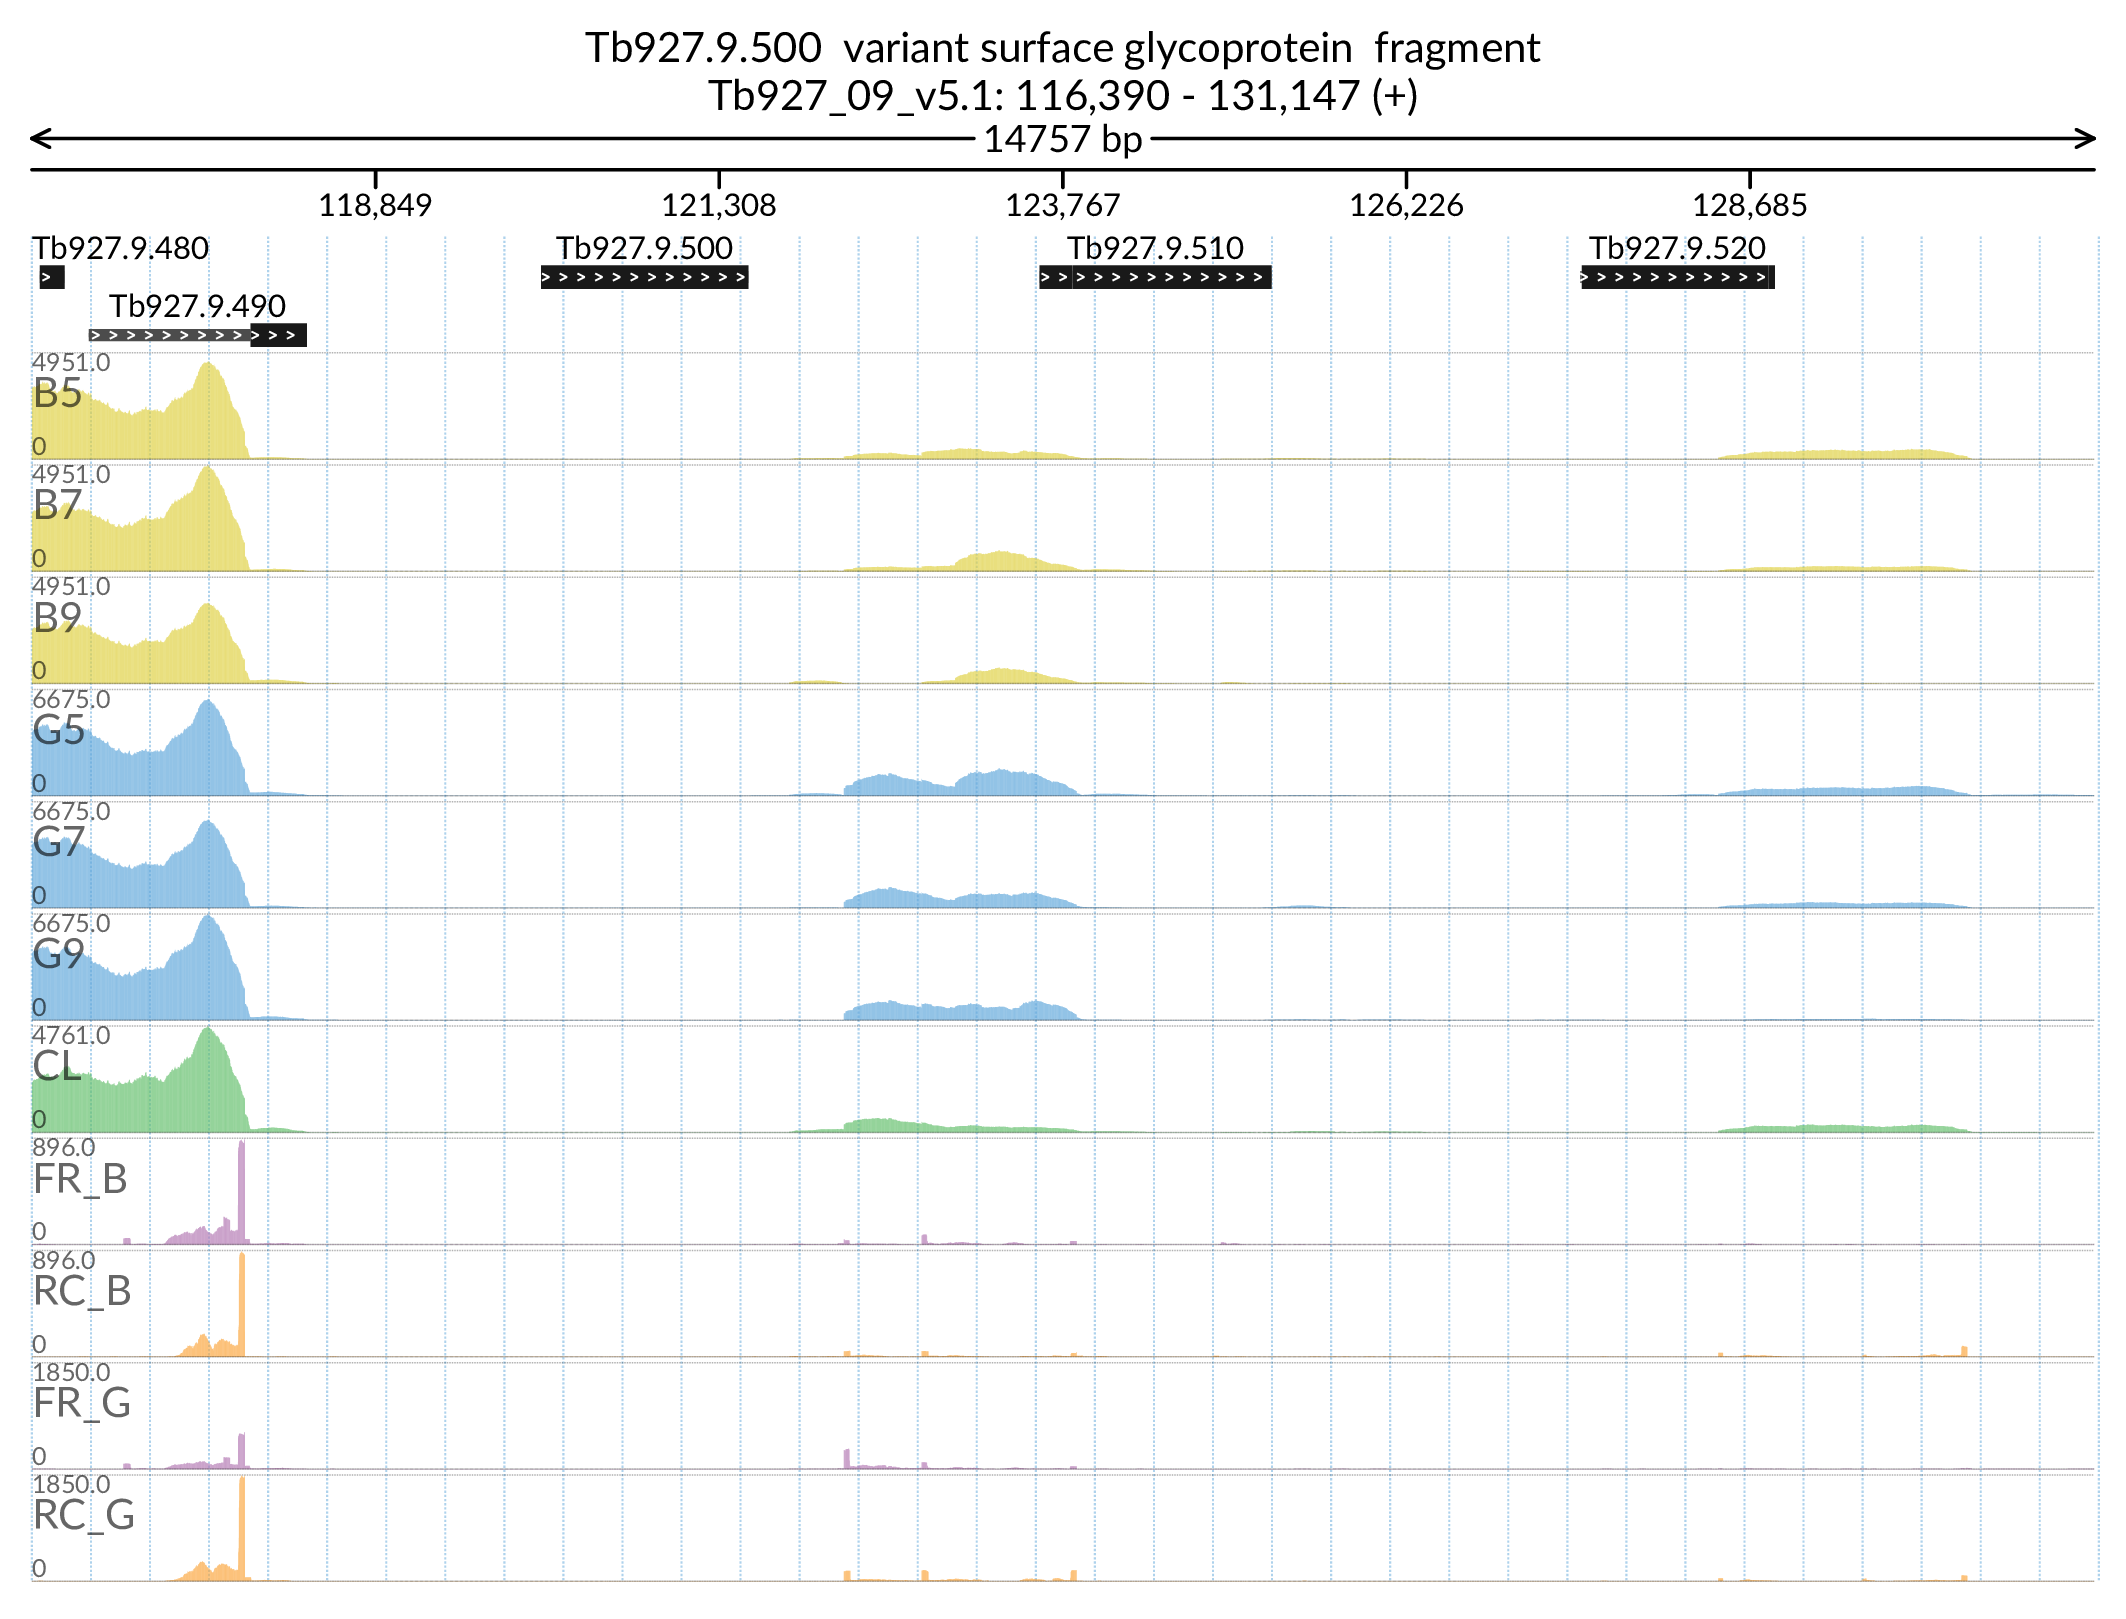 Tb927.9.500  variant surface glycoprotein  fragment
Tb927_09_v5.1: 116,390 - 131,147 (+)
14757 bp
118,849 121,308 123,767 126,226 128,685
Tb927.9.480 Tb927.9.500 Tb927.9.510 Tb927.9.520
Tb927.9.490
4951.0
B5
0
4951.0
B7
0
4951.0
B9
0
6675.0
G5
0
6675.0
G7
0
6675.0
G9
0
4761.0
CL
0
896.0
FR_B
0
896.0
RC_B
0
1850.0
FR_G
0
1850.0
RC_G
0